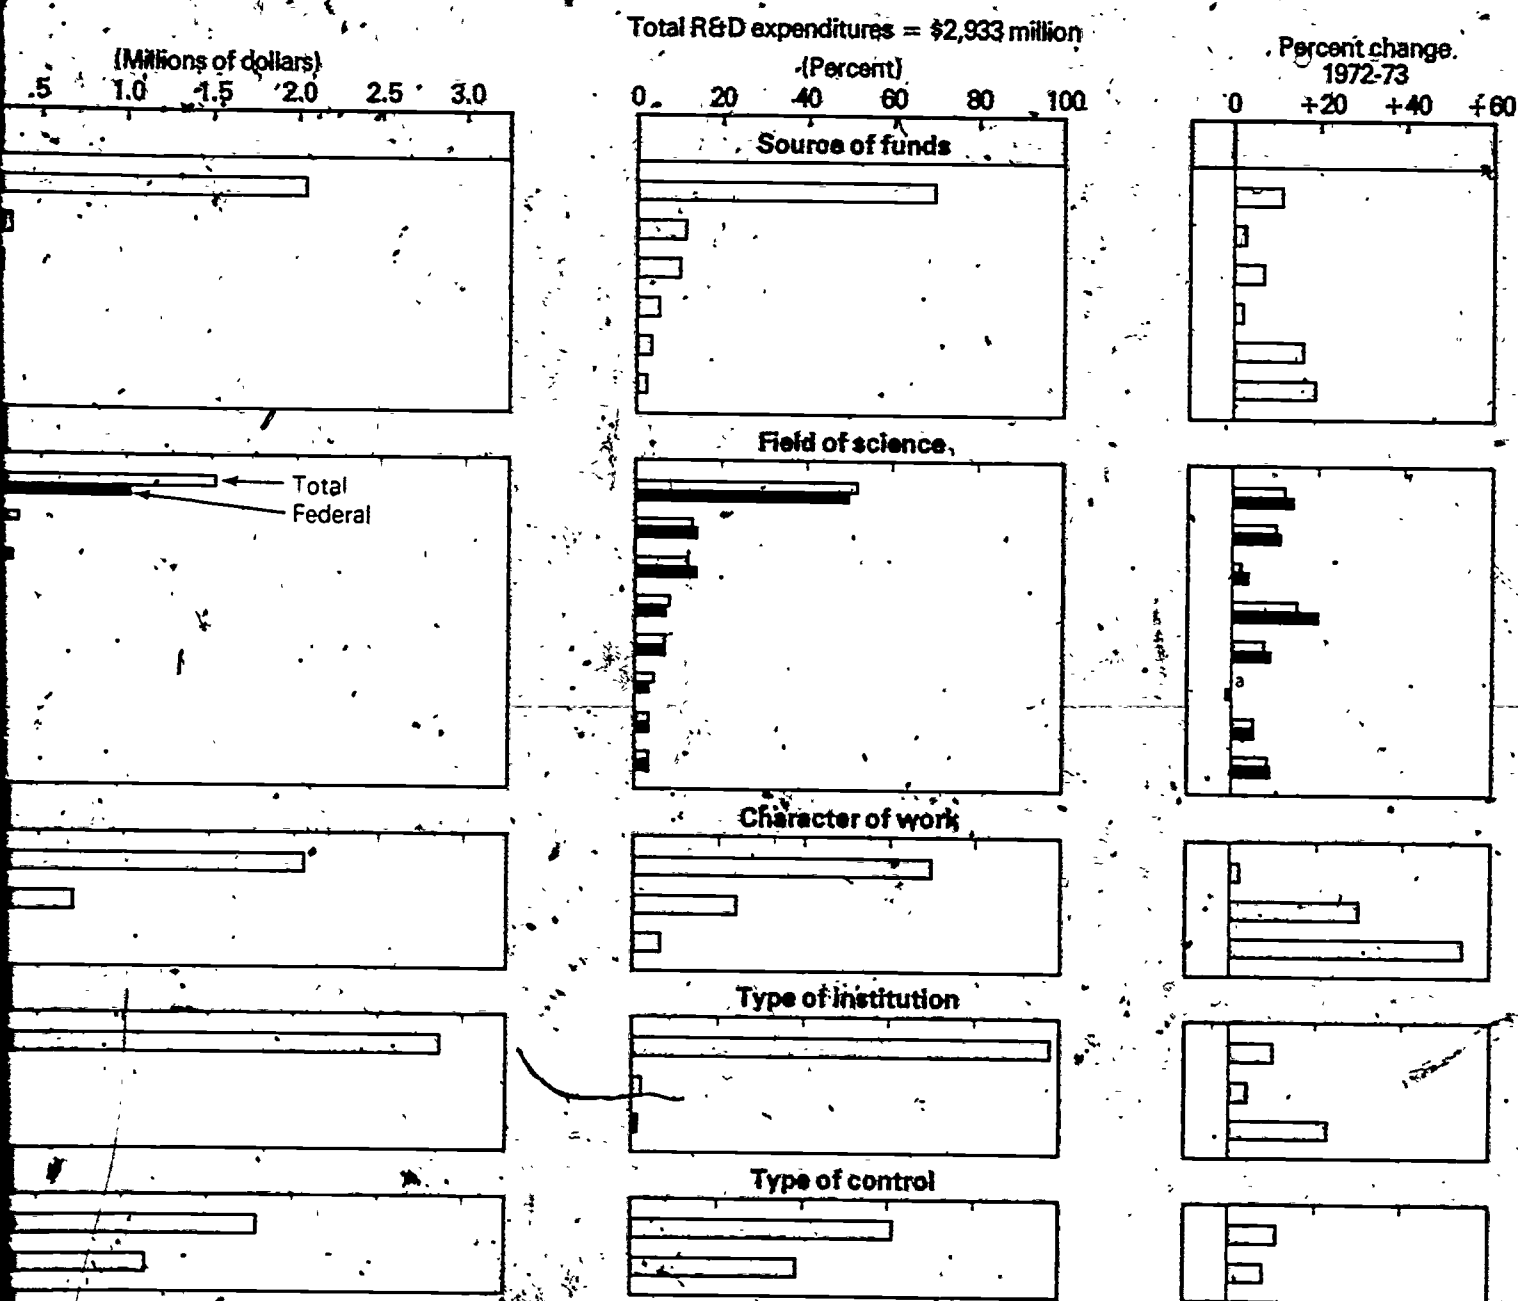 Total R&D expenditures = $2,933 million
(Millions of dollars)
.5 1.0 1.5 2.0 2.5 3.0
(Percent)
0 20 40 60 80 100
Percent change
1972-73
0 +20 +40 +60
Source of funds
Field of science
Total
Federal
a
Character of work
Type of institution
Type of control